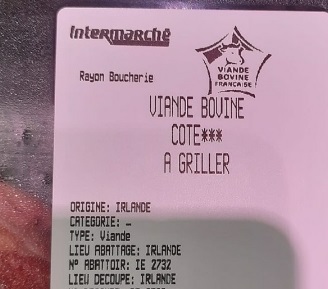 Intermarché
Rayon Boucherie
VIANDE
BOVINE
FRANÇAISE
VIANDE BOVINE
COTE***
A GRILLER
ORIGINE: IRLANDE
CATEGORIE: -
TYPE: Viande
LIEU ABATTAGE: IRLANDE
N° ABATTOIR: IE 2732
LIEU DECOUPE: IRLANDE